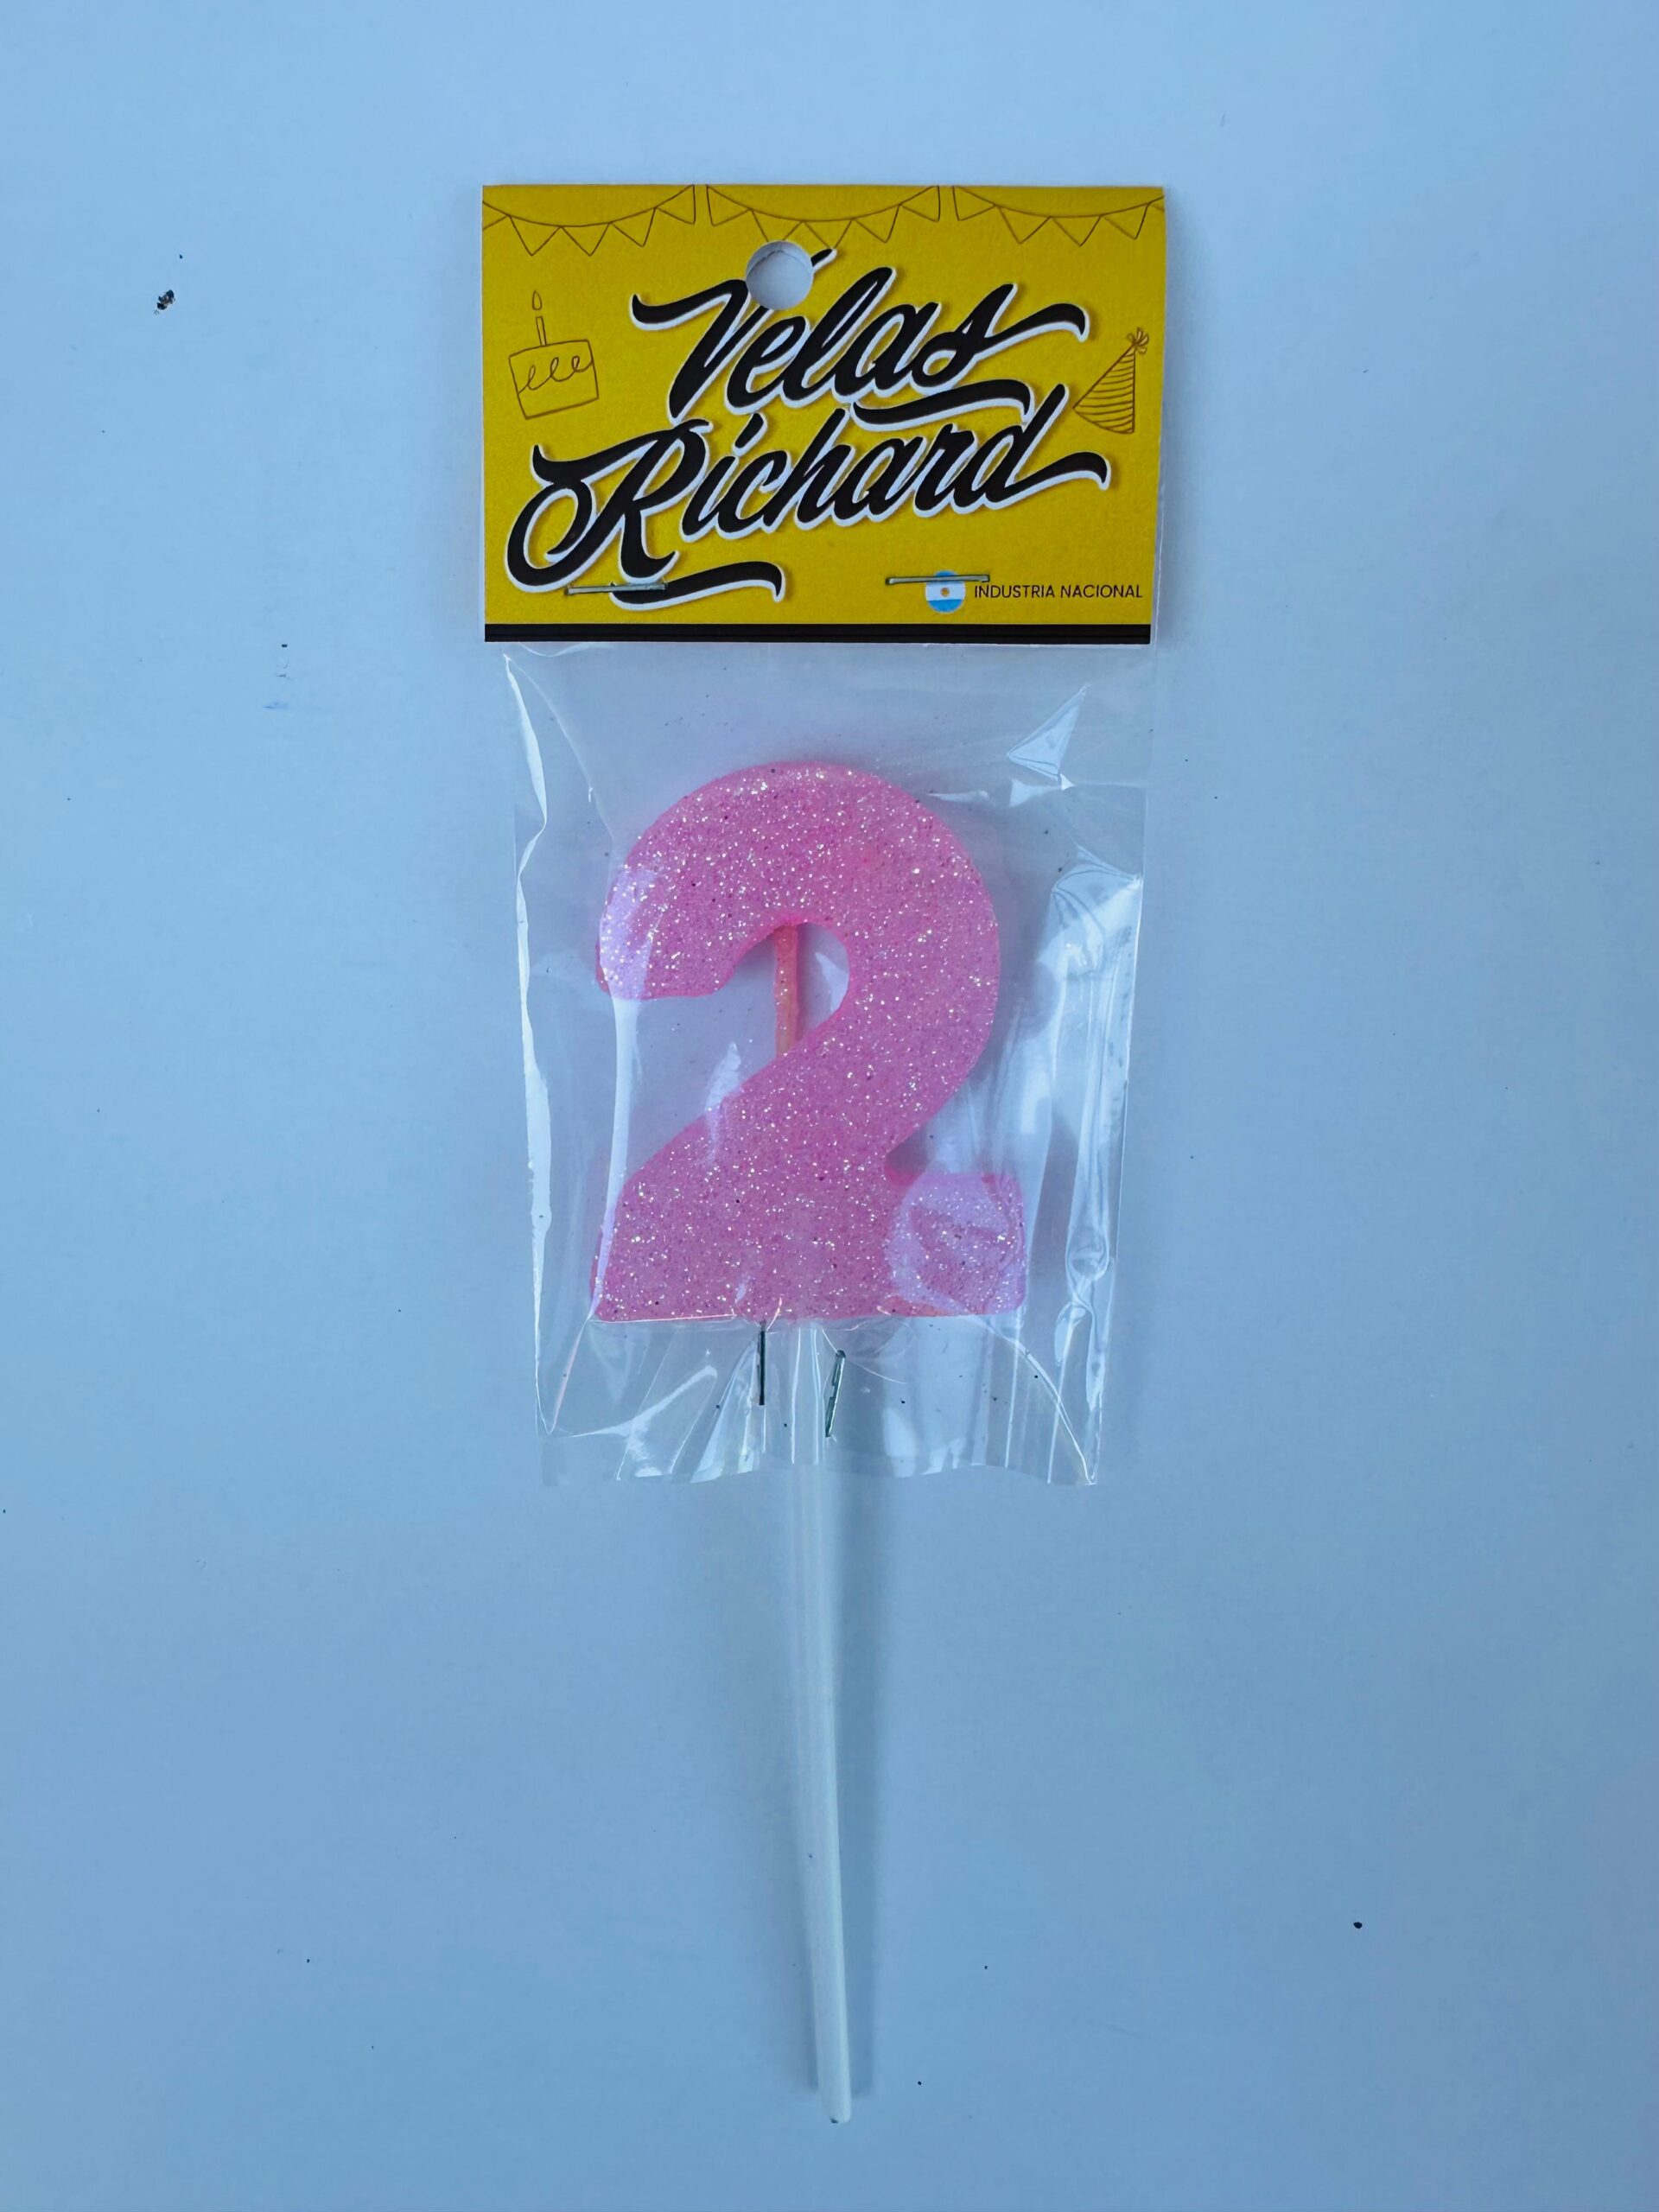 Velas
Richard
INDUSTRIA NACIONAL
2